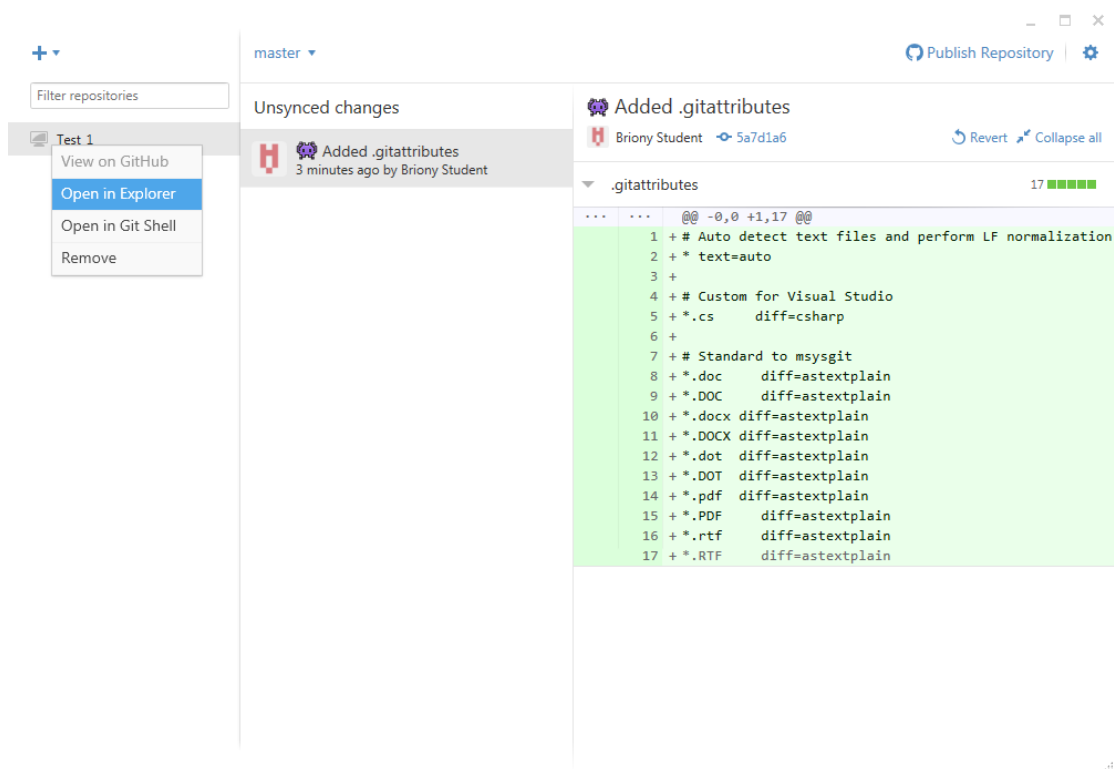 master
Publish Repository
Filter repositories
Test 1
View on GitHub
Open in Explorer
Open in Git Shell
Remove
Unsynced changes
Added .gitattributes
3 minutes ago by Briony Student
Added .gitattributes
Briony Student 5a7d1a6 Revert Collapse all
.gitattributes 17
... ... @@ -0,0 +1,17 @@
1 +# Auto detect text files and perform LF normalization
2 +* text=auto
3 +
4 +# Custom for Visual Studio
5 +*.cs     diff=csharp
6 +
7 +# Standard to msysgit
8 +*.doc     diff=astextplain
9 +*.DOC     diff=astextplain
10 +*.docx diff=astextplain
11 +*.DOCX diff=astextplain
12 +*.dot  diff=astextplain
13 +*.DOT  diff=astextplain
14 +*.pdf  diff=astextplain
15 +*.PDF     diff=astextplain
16 +*.rtf     diff=astextplain
17 +*.RTF     diff=astextplain